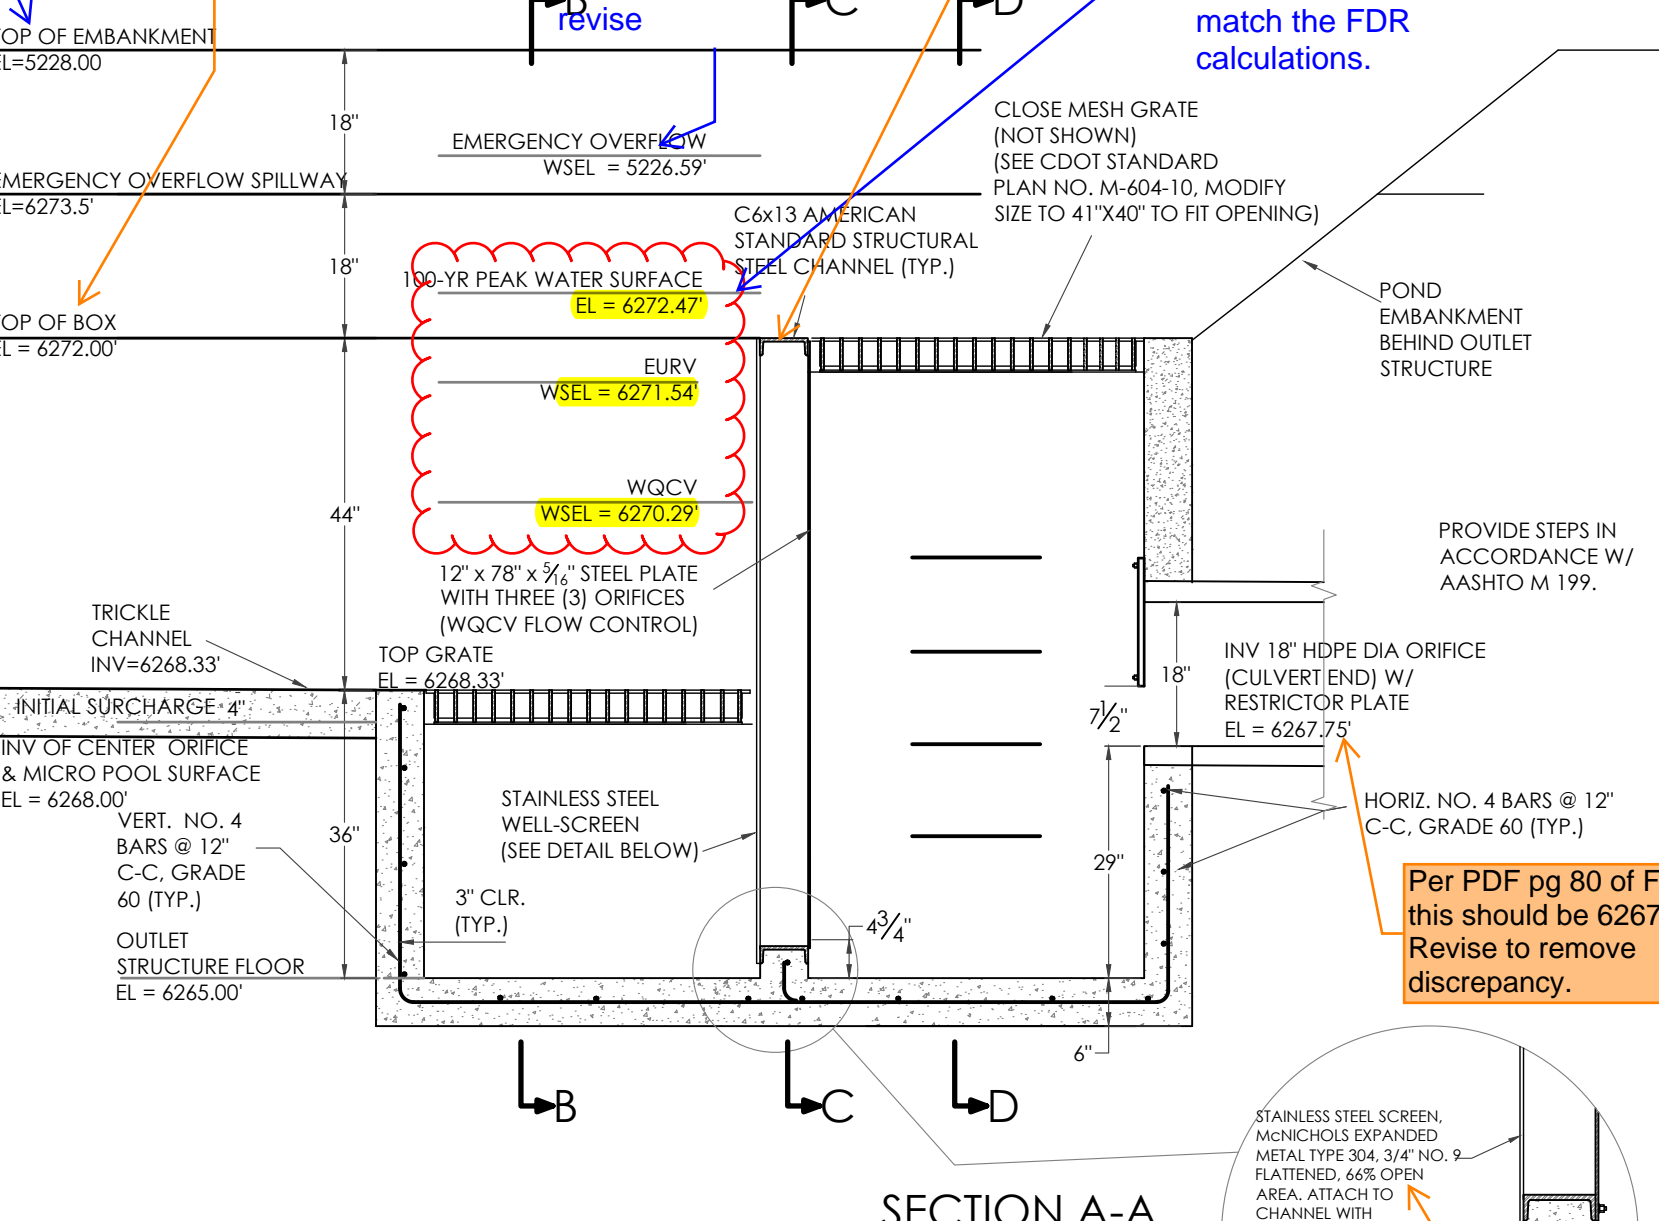 B
C
D
revise
match the FDR
calculations.
TOP OF EMBANKMENT
EL=5228.00
18"
EMERGENCY OVERFLOW
WSEL = 5226.59'
CLOSE MESH GRATE
(NOT SHOWN)
(SEE CDOT STANDARD
PLAN NO. M-604-10, MODIFY
SIZE TO 41"X40" TO FIT OPENING)
EMERGENCY OVERFLOW SPILLWAY
EL=6273.5'
C6x13 AMERICAN
STANDARD STRUCTURAL
STEEL CHANNEL (TYP.)
18"
100-YR PEAK WATER SURFACE
EL = 6272.47'
POND
EMBANKMENT
BEHIND OUTLET
STRUCTURE
TOP OF BOX
EL = 6272.00'
EURV
WSEL = 6271.54'
WQCV
WSEL = 6270.29'
44"
PROVIDE STEPS IN
ACCORDANCE W/
AASHTO M 199.
12" x 78" x 5/16" STEEL PLATE
WITH THREE (3) ORIFICES
(WQCV FLOW CONTROL)
TRICKLE
CHANNEL
INV=6268.33'
TOP GRATE
EL = 6268.33'
INV 18" HDPE DIA ORIFICE
(CULVERT END) W/
RESTRICTOR PLATE
EL = 6267.75'
18"
7 1/2"
INITIAL SURCHARGE 4"
INV OF CENTER ORIFICE
& MICRO POOL SURFACE
EL = 6268.00'
VERT. NO. 4
BARS @ 12"
C-C, GRADE
60 (TYP.)
36"
STAINLESS STEEL
WELL-SCREEN
(SEE DETAIL BELOW)
HORIZ. NO. 4 BARS @ 12"
C-C, GRADE 60 (TYP.)
29"
3" CLR.
(TYP.)
4 3/4"
Per PDF pg 80 of
this should be 6267
Revise to remove
discrepancy.
OUTLET
STRUCTURE FLOOR
EL = 6265.00'
6"
B
C
D
STAINLESS STEEL SCREEN,
McNICHOLS EXPANDED
METAL TYPE 304, 3/4" NO. 9
FLATTENED, 66% OPEN
AREA. ATTACH TO
CHANNEL WITH
SECTION A-A